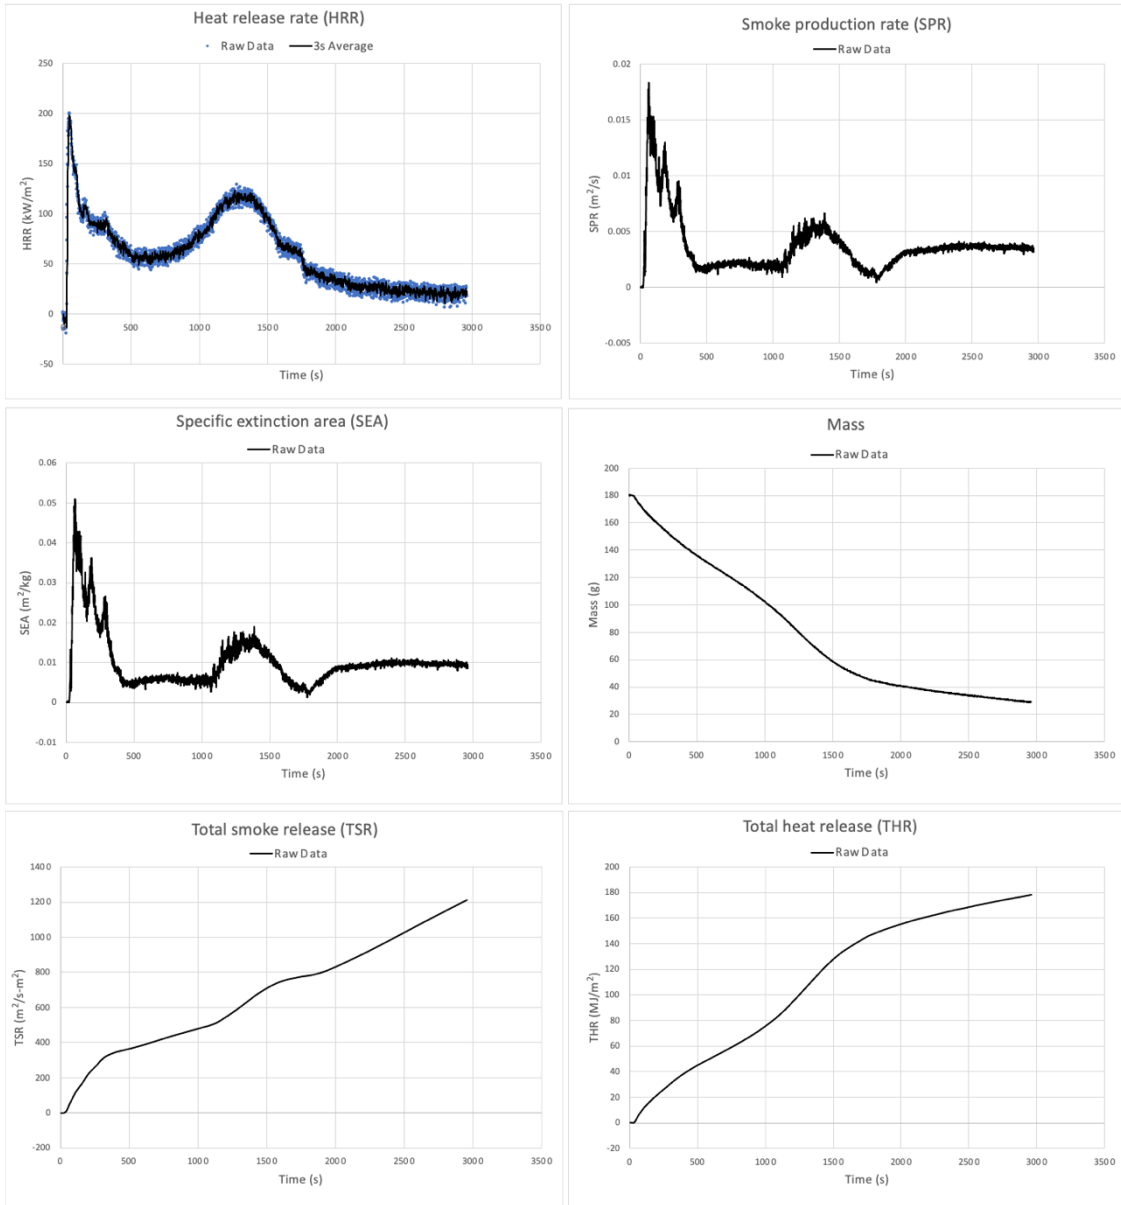 Heat release rate (HRR)
Raw Data 3s Average
250
200
150
100
50
0
-50
HRR (kW/m²)
0 500 1000 1500 2000 2500 3000 3500
Time (s)
Smoke production rate (SPR)
Raw Data
0.02
0.015
0.01
0.005
0
-0.005
SPR (m²/s)
0 500 1000 1500 2000 2500 3000 3500
Time (s)
Specific extinction area (SEA)
Raw Data
0.06
0.05
0.04
0.03
0.02
0.01
0
-0.01
SEA (m²/kg)
0 500 1000 1500 2000 2500 3000 3500
Time (s)
Mass
Raw Data
200
180
160
140
120
100
80
60
40
20
0
Mass (g)
0 500 1000 1500 2000 2500 3000 3500
Time (s)
Total smoke release (TSR)
Raw Data
1400
1200
1000
800
600
400
200
0
-200
TSR (m²/s-m²)
0 500 1000 1500 2000 2500 3000 3500
Time (s)
Total heat release (THR)
Raw Data
200
180
160
140
120
100
80
60
40
20
0
-20
THR (MJ/m²)
0 500 1000 1500 2000 2500 3000 3500
Time (s)